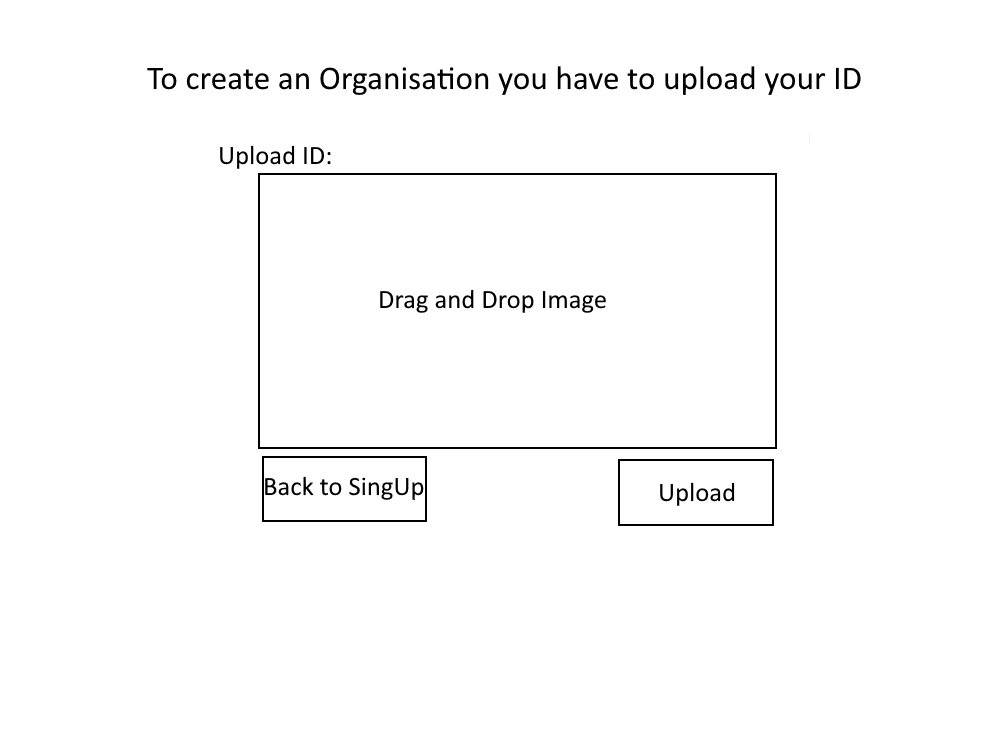 To create an Organisation you have to upload your ID
Upload ID:
Drag and Drop Image
Back to SingUp
Upload